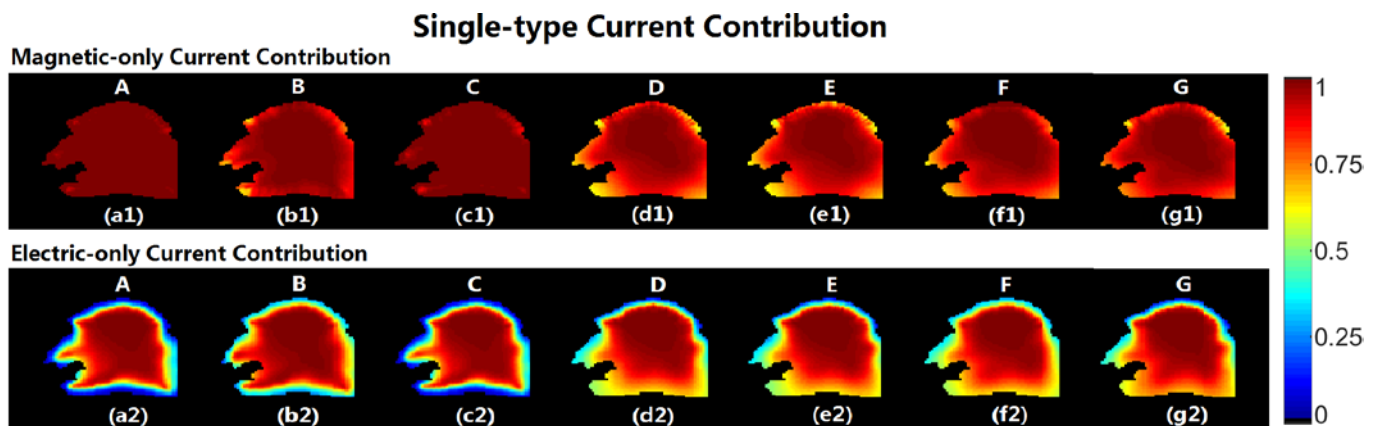 Single-type Current Contribution
Magnetic-only Current Contribution
A B C D E F G
(a1) (b1) (c1) (d1) (e1) (f1) (g1)
Electric-only Current Contribution
A B C D E F G
(a2) (b2) (c2) (d2) (e2) (f2) (g2)
1
0.75
0.5
0.25
0